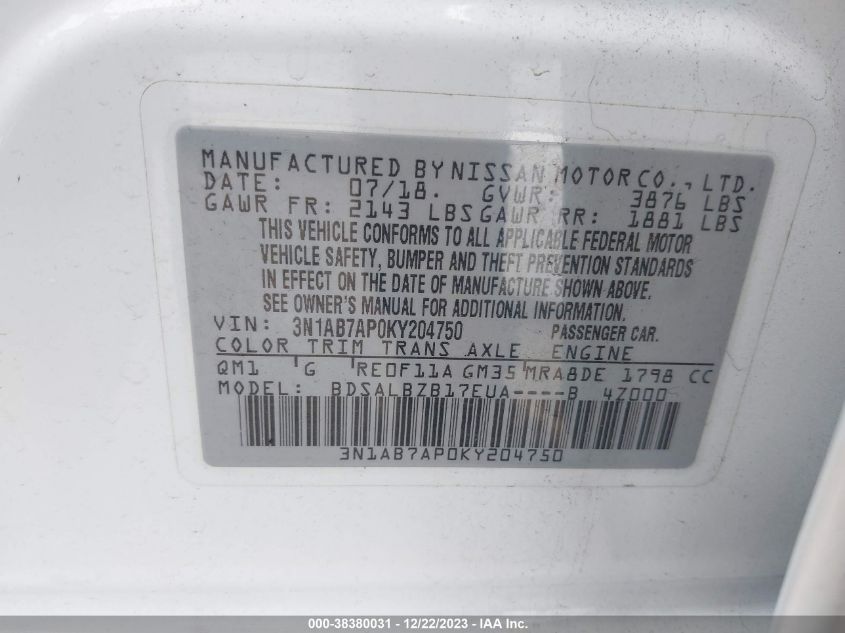 MANUFACTURED BY NISSAN MOTOR CO., LTD.
DATE: 07/18. GVWR: 3876 LBS
GAWR FR: 2143 LBS GAWR RR: 1881 LBS
THIS VEHICLE CONFORMS TO ALL APPLICABLE FEDERAL MOTOR
VEHICLE SAFETY, BUMPER AND THEFT PREVENTION STANDARDS
IN EFFECT ON THE DATE OF MANUFACTURE SHOWN ABOVE.
SEE OWNER'S MANUAL FOR ADDITIONAL INFORMATION.
VIN: 3N1AB7AP0KY204750 PASSENGER CAR.
COLOR TRIM TRANS AXLE ENGINE
QM1 G RE0F11A GM35 MRA8DE 1798 CC
MODEL: BDSALBZB17EUA----B 4Z000
3N1AB7AP0KY204750
000-38380031 - 12/22/2023 - IAA Inc.